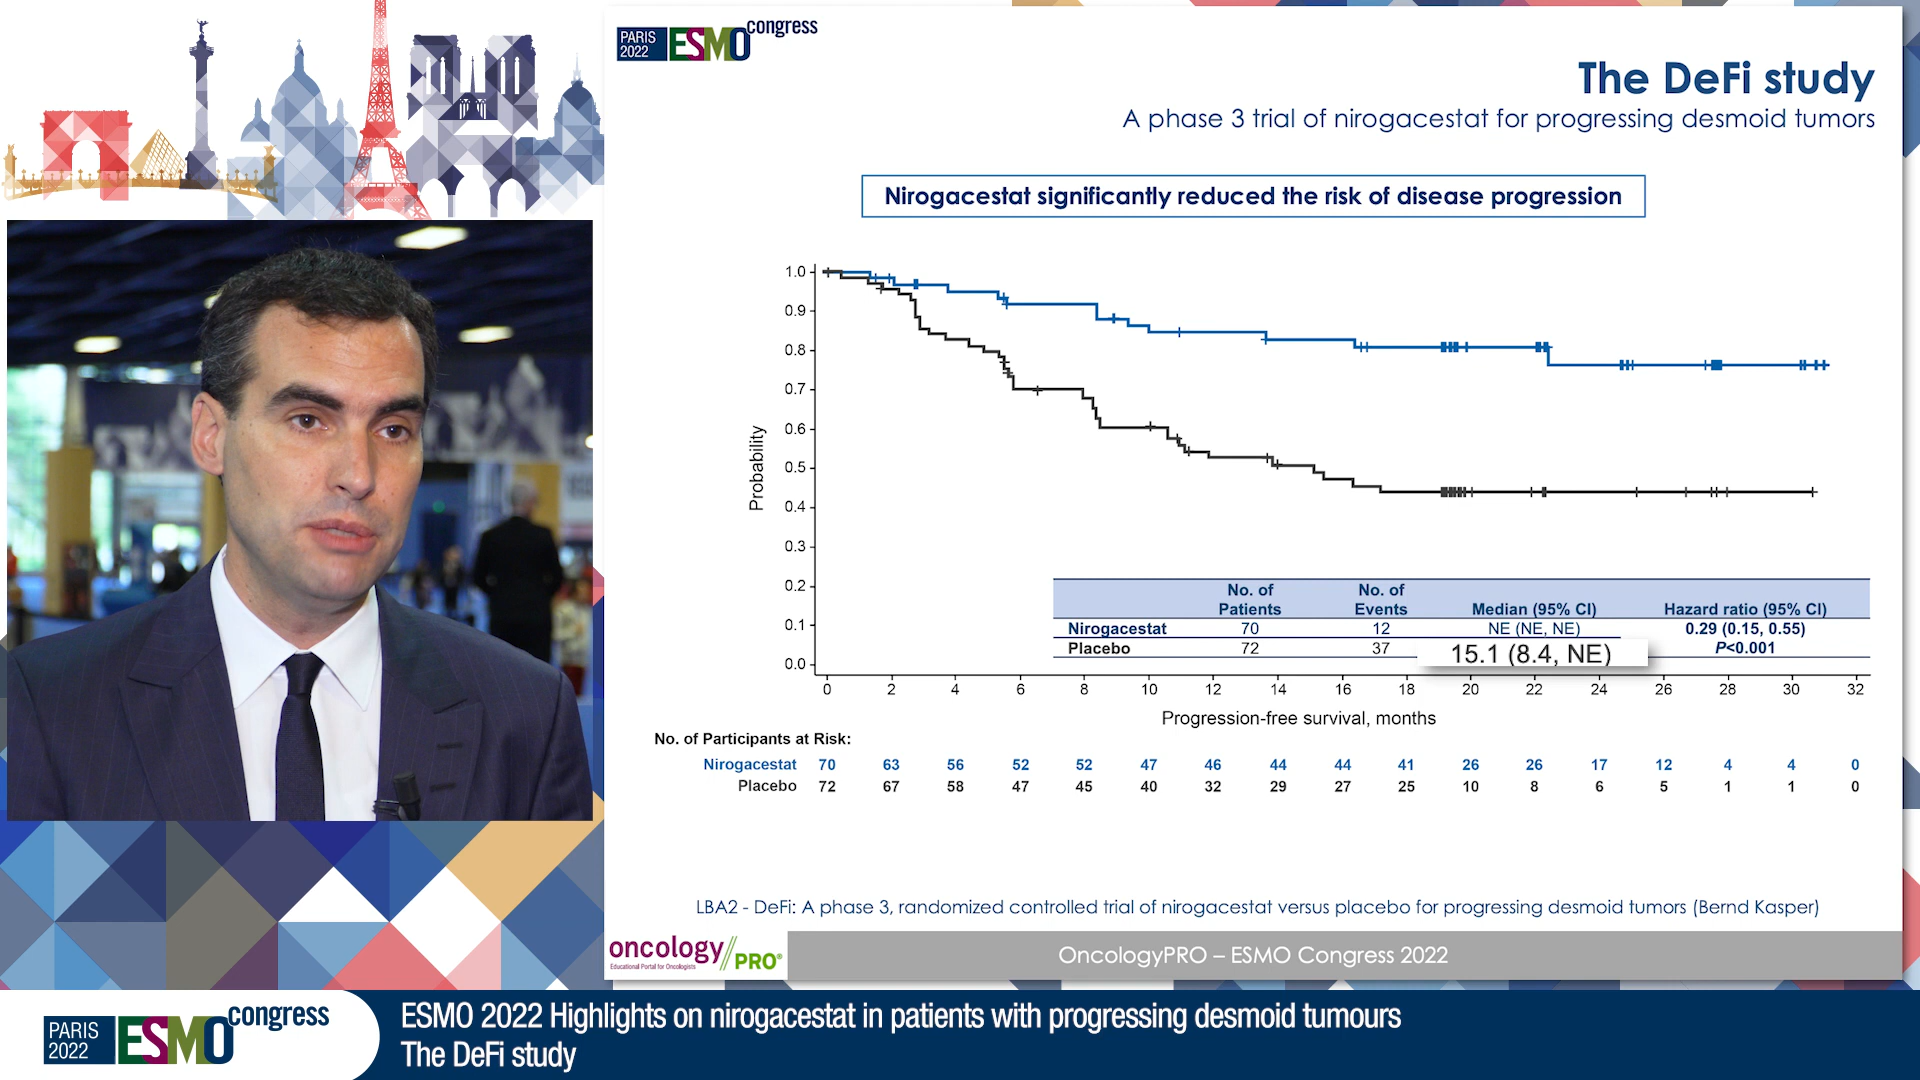 PARIS
2022
ESMO
congress
The DeFi study
A phase 3 trial of nirogacestat for progressing desmoid tumors
Nirogacestat significantly reduced the risk of disease progression
1.0
0.9
0.8
0.7
0.6
0.5
0.4
0.3
0.2
0.1
0.0
Probability
No. of Patients No. of Events Median (95% CI) Hazard ratio (95% CI)
Nirogacestat 70 12 NE (NE, NE) 0.29 (0.15, 0.55)
Placebo 72 37 15.1 (8.4, NE) P<0.001
0 2 4 6 8 10 12 14 16 18 20 22 24 26 28 30 32
Progression-free survival, months
No. of Participants at Risk:
Nirogacestat 70 63 56 52 52 47 46 44 44 41 26 26 17 12 4 4 0
Placebo 72 67 58 47 45 40 32 29 27 25 10 8 6 5 1 1 0
LBA2 - DeFi: A phase 3, randomized controlled trial of nirogacestat versus placebo for progressing desmoid tumors (Bernd Kasper)
oncology//PRO®
Educational Portal for Oncologists
OncologyPRO – ESMO Congress 2022
PARIS
2022
ESMO
congress
ESMO 2022 Highlights on nirogacestat in patients with progressing desmoid tumours
The DeFi study